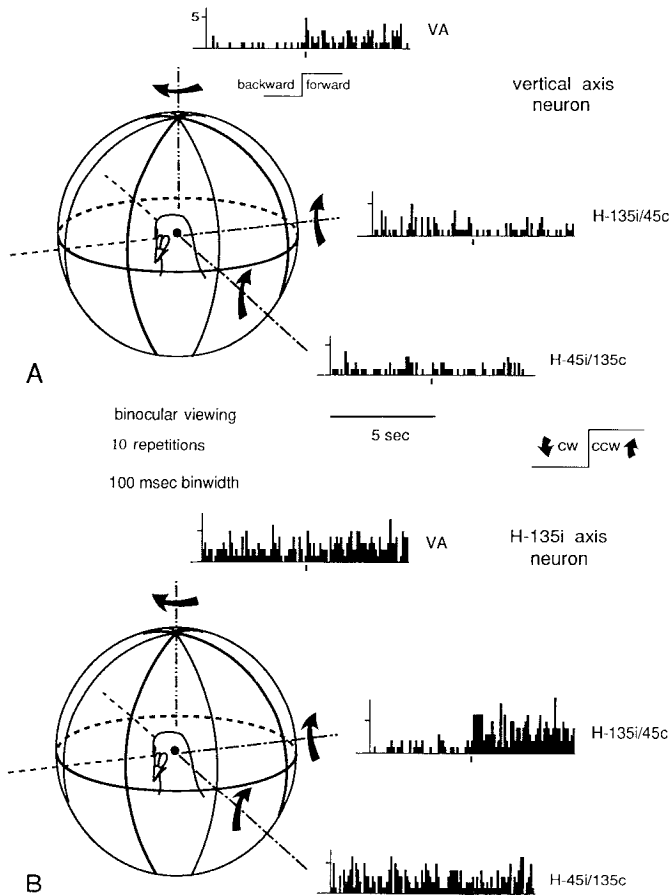 5
VA
backward forward
vertical axis
neuron
H-135i/45c
H-45i/135c
A
binocular viewing
10 repetitions
100 msec binwidth
5 sec
cw ccw
VA
H-135i axis
neuron
H-135i/45c
H-45i/135c
B